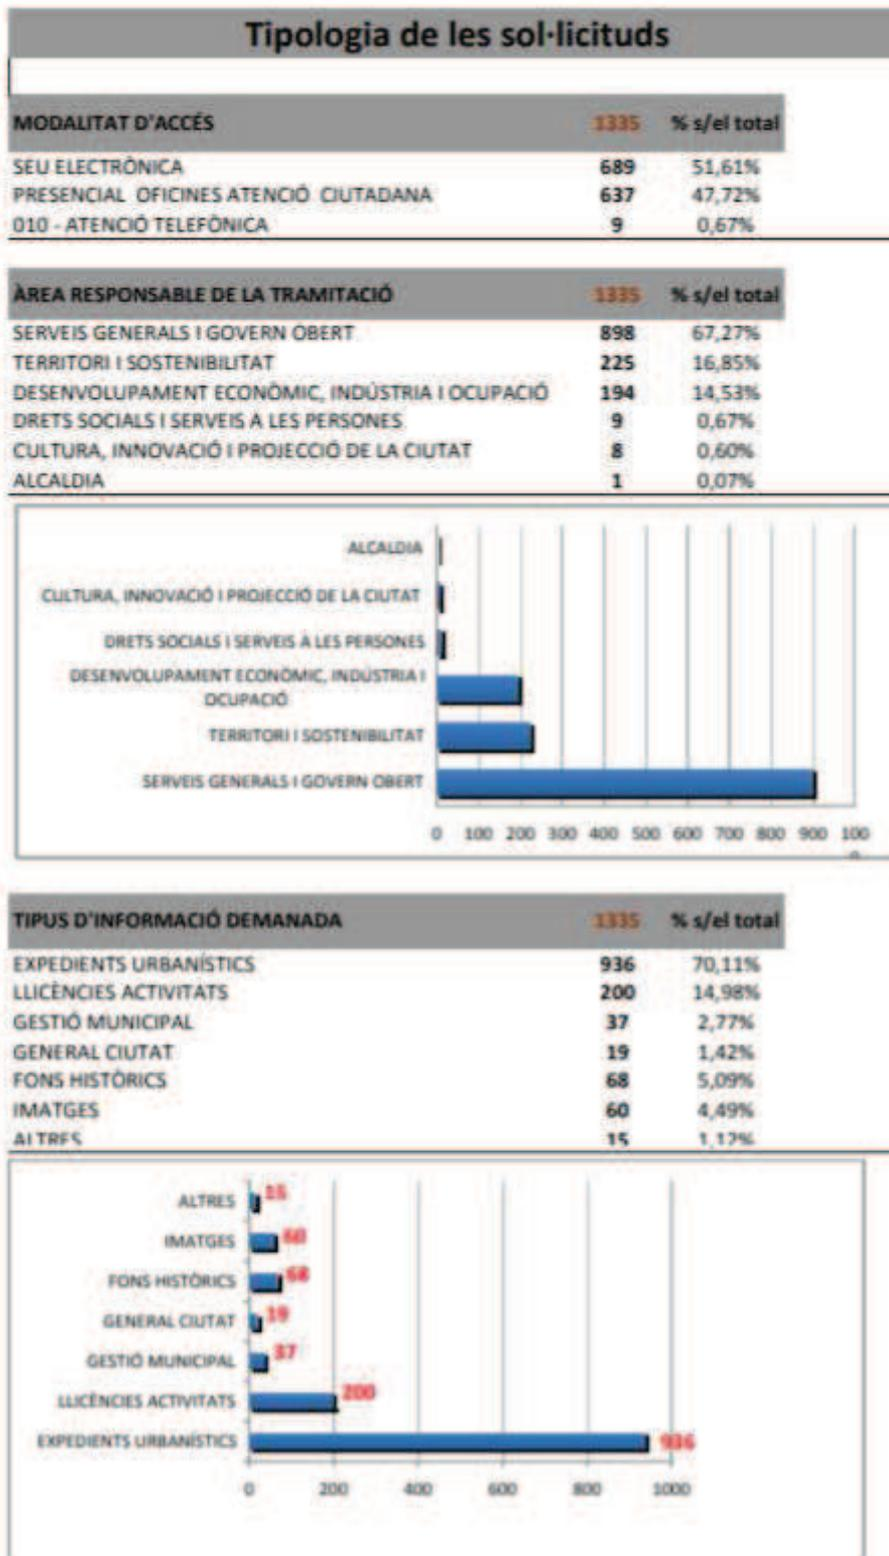 Tipologia de les sol·licituds
MODALITAT D'ACCÉS 1335 % s/el total
SEU ELECTRÒNICA 689 51,61%
PRESENCIAL OFICINES ATENCIÓ CIUTADANA 637 47,72%
010 - ATENCIÓ TELEFÒNICA 9 0,67%
ÀREA RESPONSABLE DE LA TRAMITACIÓ 1335 % s/el total
SERVEIS GENERALS I GOVERN OBERT 898 67,27%
TERRITORI I SOSTENIBILITAT 225 16,85%
DESENVOLUPAMENT ECONÒMIC, INDÚSTRIA I OCUPACIÓ 194 14,53%
DRETS SOCIALS I SERVEIS A LES PERSONES 9 0,67%
CULTURA, INNOVACIÓ I PROJECCIÓ DE LA CIUTAT 8 0,60%
ALCALDIA 1 0,07%
ALCALDIA
CULTURA, INNOVACIÓ I PROJECCIÓ DE LA CIUTAT
DRETS SOCIALS I SERVEIS A LES PERSONES
DESENVOLUPAMENT ECONÒMIC, INDÚSTRIA I
OCUPACIÓ
TERRITORI I SOSTENIBILITAT
SERVEIS GENERALS I GOVERN OBERT
0 100 200 300 400 500 600 700 800 900 100
0
TIPUS D'INFORMACIÓ DEMANADA 1335 % s/el total
EXPEDIENTS URBANÍSTICS 936 70,11%
LLICÈNCIES ACTIVITATS 200 14,98%
GESTIÓ MUNICIPAL 37 2,77%
GENERAL CIUTAT 19 1,42%
FONS HISTÒRICS 68 5,09%
IMATGES 60 4,49%
ALTRES 15 1,12%
ALTRES 15
IMATGES 60
FONS HISTÒRICS 68
GENERAL CIUTAT 19
GESTIÓ MUNICIPAL 37
LLICÈNCIES ACTIVITATS 200
EXPEDIENTS URBANÍSTICS 936
0 200 400 600 800 1000